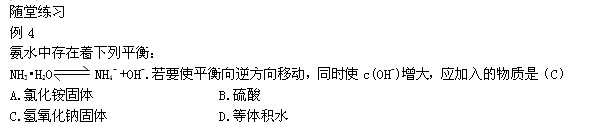 随堂练习
例 4
氨水中存在着下列平衡:
NH₃•H₂O⇌ NH₄⁻+OH⁻.若要使平衡向逆方向移动,同时使 c(OH⁻)增大,应加入的物质是(C)
A.氯化铵固体 B.硫酸
C.氢氧化钠固体 D.等体积水